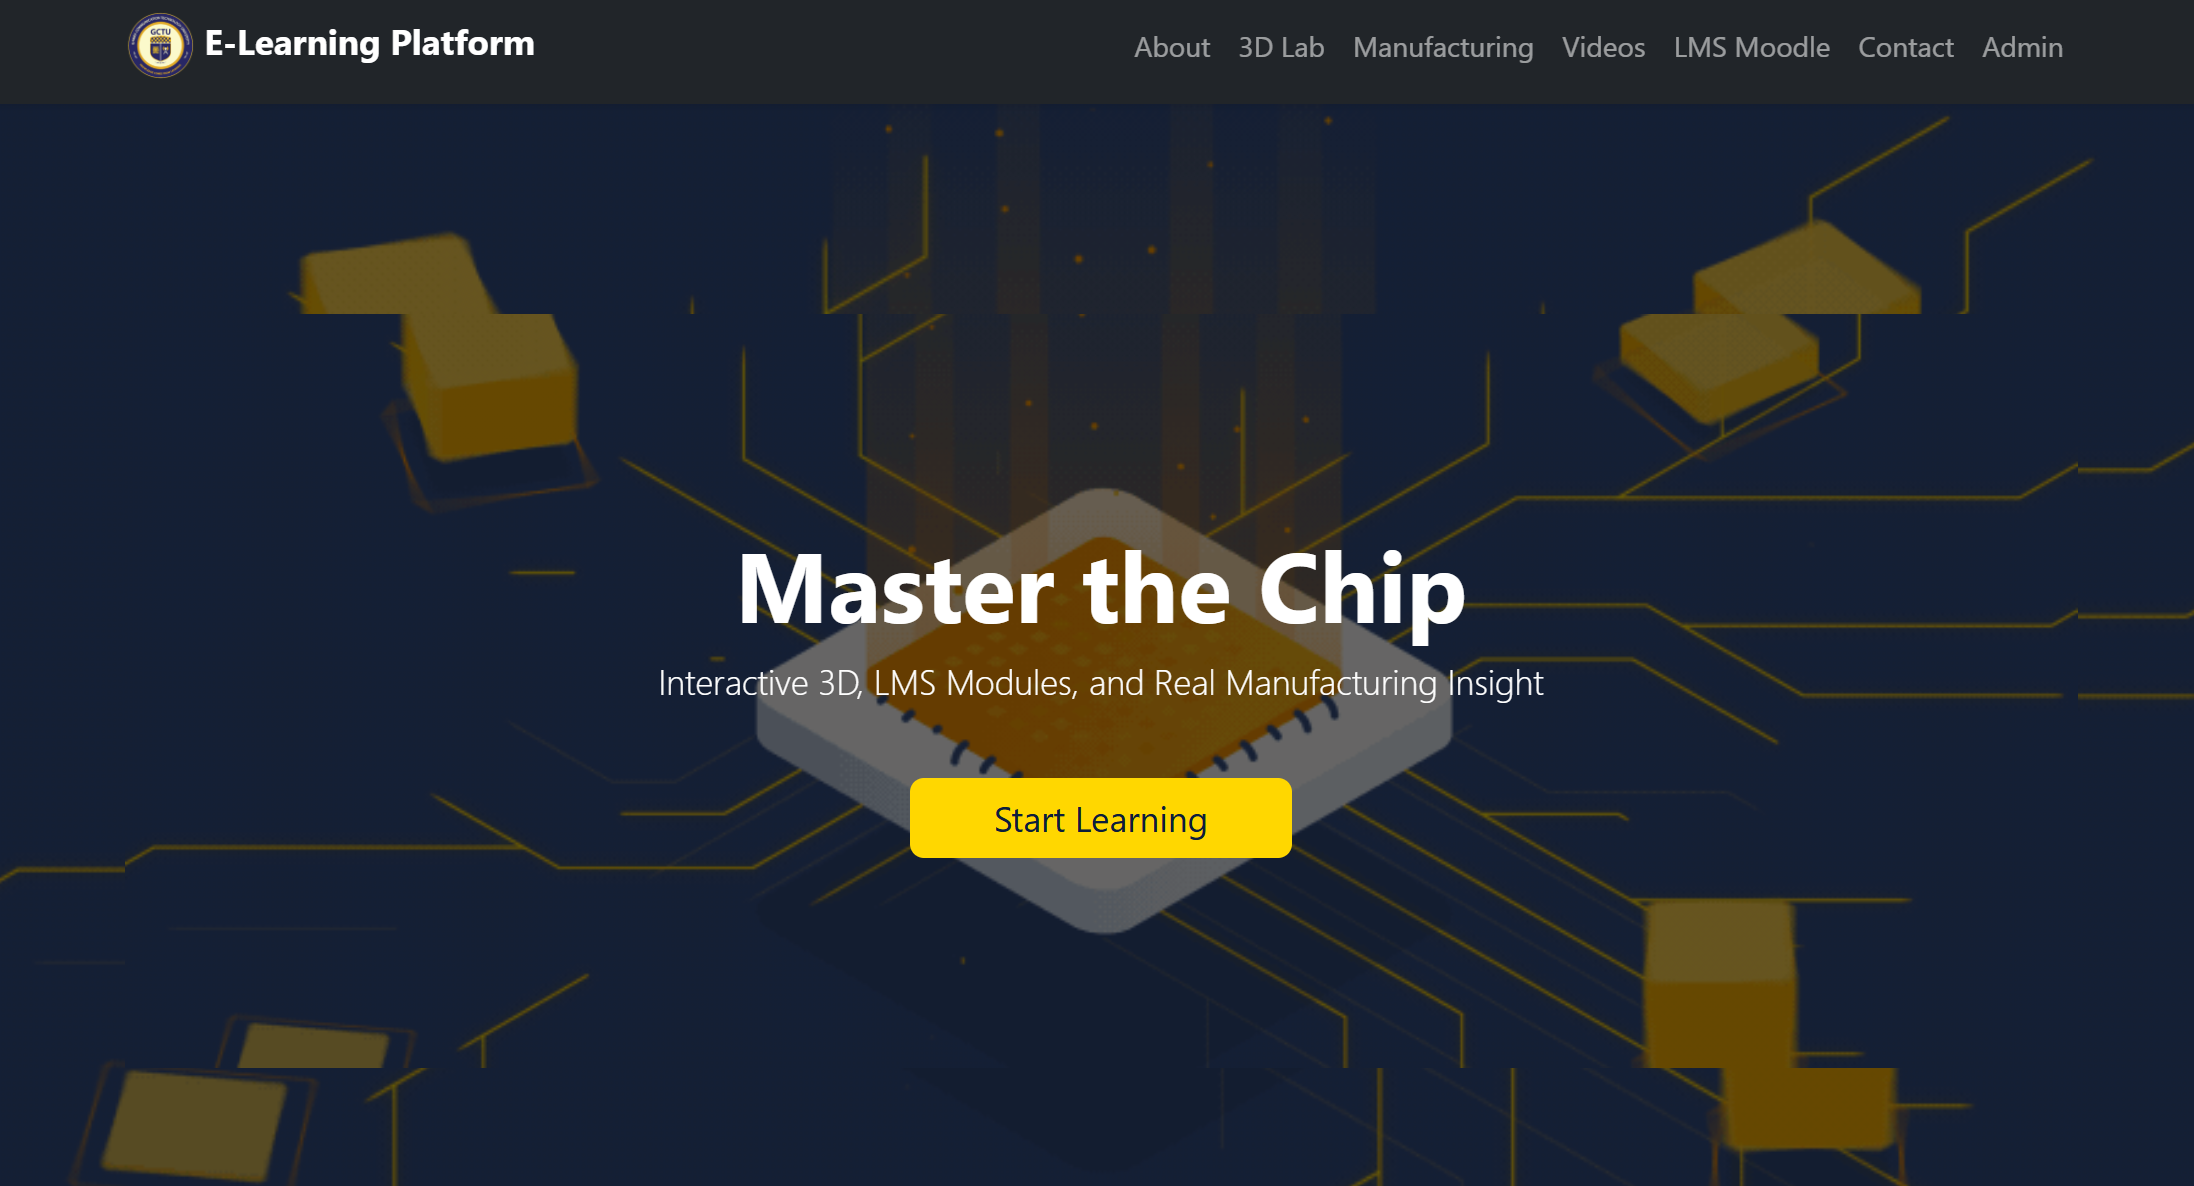 GCTU
E-Learning Platform
About 3D Lab Manufacturing Videos LMS Moodle Contact Admin
Master the Chip
Interactive 3D, LMS Modules, and Real Manufacturing Insight
Start Learning